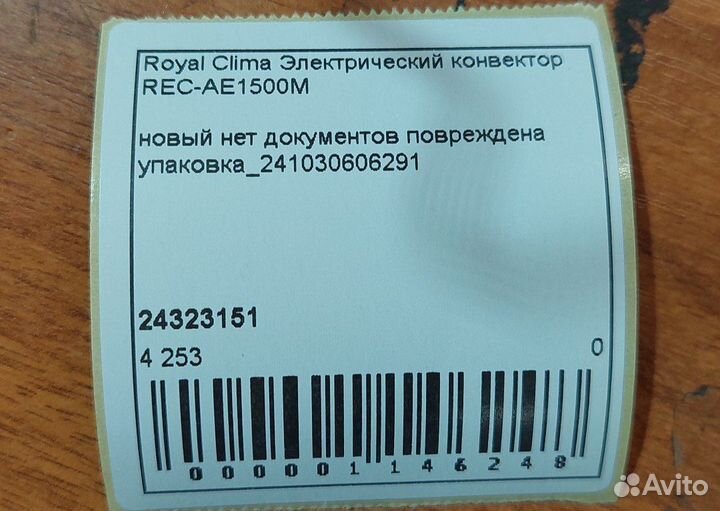 Royal Clima Электрический конвектор
REC-AE1500M
новый нет документов повреждена
упаковка_241030606291
24323151
4 253 0
000001146248
Avito